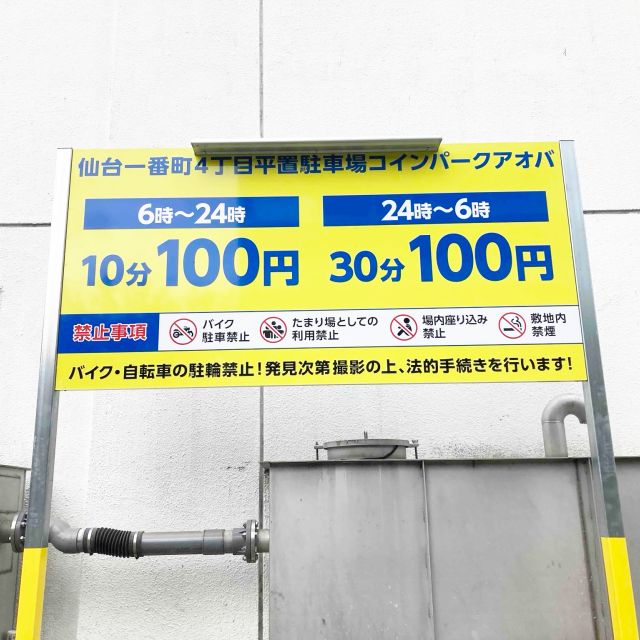 仙台一番町4丁目平置駐車場コインパークアオバ
6時～24時
10分100円
24時～6時
30分100円
禁止事項
バイク
駐車禁止
たまり場としての
利用禁止
場内座り込み
禁止
敷地内
禁煙
バイク・自転車の駐輪禁止！発見次第撮影の上、法的手続きを行います！